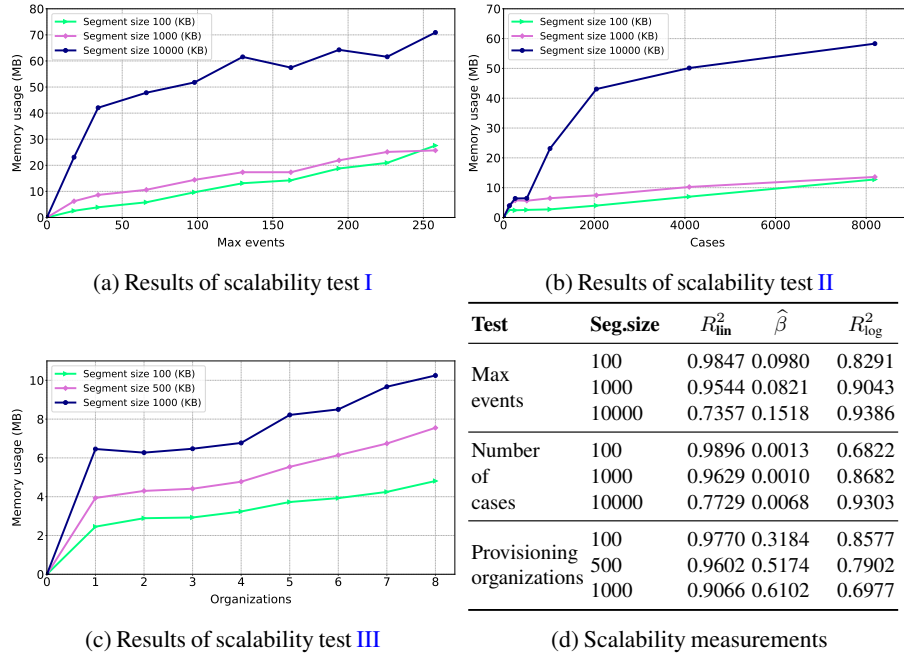 80
70
60
50
40
30
20
10
0
Memory usage (MB)
Segment size 100 (KB)
Segment size 1000 (KB)
Segment size 10000 (KB)
0 50 100 150 200 250
Max events
(a) Results of scalability test I
70
60
50
40
30
20
10
0
Memory usage (MB)
Segment size 100 (KB)
Segment size 1000 (KB)
Segment size 10000 (KB)
0 2000 4000 6000 8000
Cases
(b) Results of scalability test II
10
8
6
4
2
0
Memory usage (MB)
Segment size 100 (KB)
Segment size 500 (KB)
Segment size 1000 (KB)
0 1 2 3 4 5 6 7 8
Organizations
(c) Results of scalability test III
Test Seg.size R²lin β̂ R²log
Max events
100 0.9847 0.0980 0.8291
1000 0.9544 0.0821 0.9043
10000 0.7357 0.1518 0.9386
Number of cases
100 0.9896 0.0013 0.6822
1000 0.9629 0.0010 0.8682
10000 0.7729 0.0068 0.9303
Provisioning organizations
100 0.9770 0.3184 0.8577
500 0.9602 0.5174 0.7902
1000 0.9066 0.6102 0.6977
(d) Scalability measurements